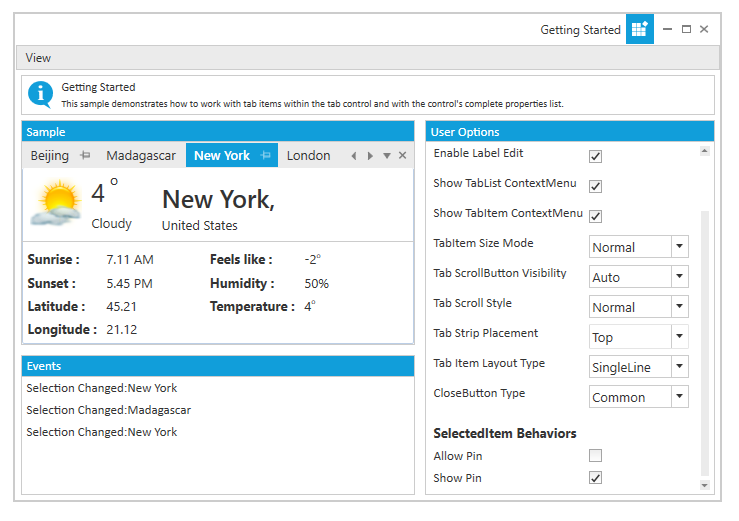 Getting Started
View
Getting Started
This sample demonstrates how to work with tab items within the tab control and with the control's complete properties list.
Sample
Beijing Madagascar New York London
4°
Cloudy
New York,
United States
Sunrise : 7.11 AM Feels like : -2°
Sunset : 5.45 PM Humidity : 50%
Latitude : 45.21 Temperature : 4°
Longitude : 21.12
Events
Selection Changed:New York
Selection Changed:Madagascar
Selection Changed:New York
User Options
Enable Label Edit
Show TabList ContextMenu
Show TabItem ContextMenu
TabItem Size Mode Normal
Tab ScrollButton Visibility Auto
Tab Scroll Style Normal
Tab Strip Placement Top
Tab Item Layout Type SingleLine
CloseButton Type Common
SelectedItem Behaviors
Allow Pin
Show Pin